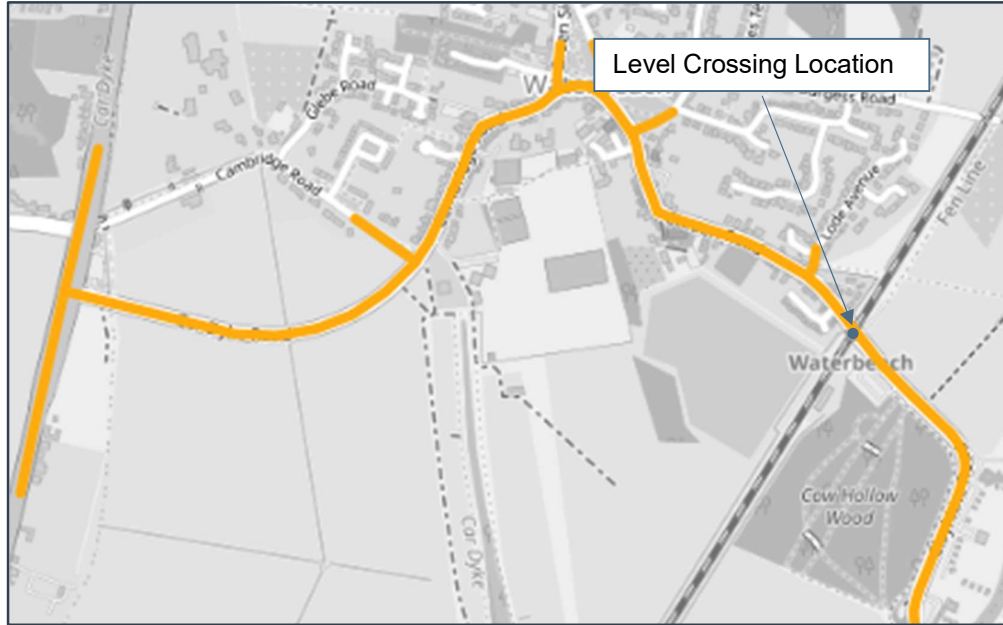 Level Crossing Location
Car Dyke
Glebe Road
Cambridge Road
Lode Avenue
Fen Line
Waterbeach
Cow Hollow
Wood
Car Dyke